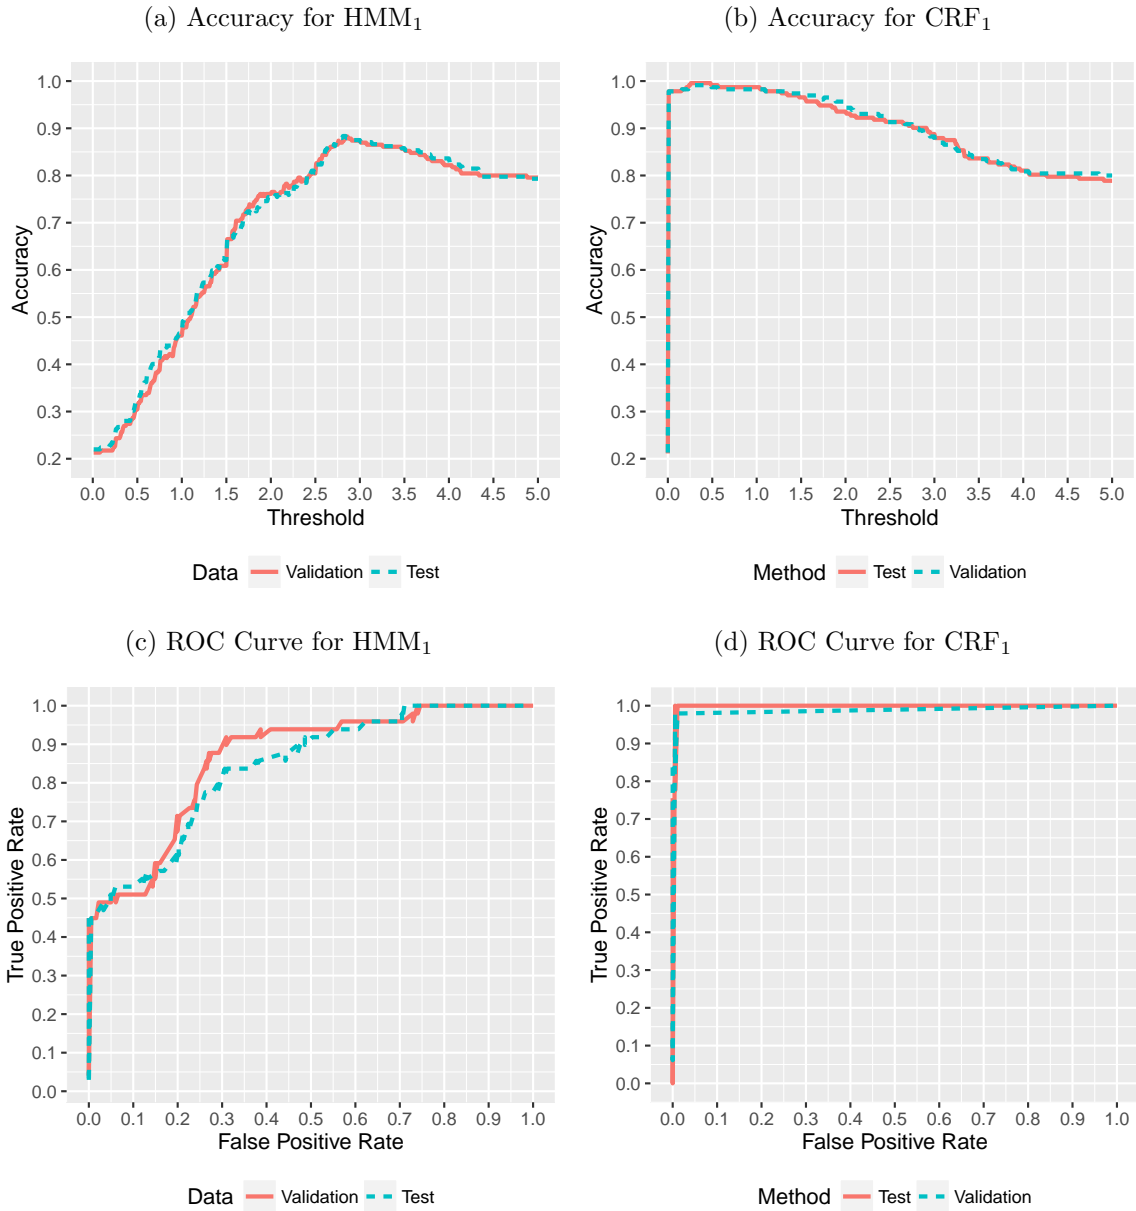 (a) Accuracy for HMM1
(b) Accuracy for CRF1
1.0
0.9
0.8
0.7
0.6
0.5
0.4
0.3
0.2
Accuracy
0.0 0.5 1.0 1.5 2.0 2.5 3.0 3.5 4.0 4.5 5.0
Threshold
Data Validation Test
1.0
0.9
0.8
0.7
0.6
0.5
0.4
0.3
0.2
Accuracy
0.0 0.5 1.0 1.5 2.0 2.5 3.0 3.5 4.0 4.5 5.0
Threshold
Method Test Validation
(c) ROC Curve for HMM1
(d) ROC Curve for CRF1
1.0
0.9
0.8
0.7
0.6
0.5
0.4
0.3
0.2
0.1
0.0
True Positive Rate
0.0 0.1 0.2 0.3 0.4 0.5 0.6 0.7 0.8 0.9 1.0
False Positive Rate
Data Validation Test
1.0
0.9
0.8
0.7
0.6
0.5
0.4
0.3
0.2
0.1
0.0
True Positive Rate
0.0 0.1 0.2 0.3 0.4 0.5 0.6 0.7 0.8 0.9 1.0
False Positive Rate
Method Test Validation